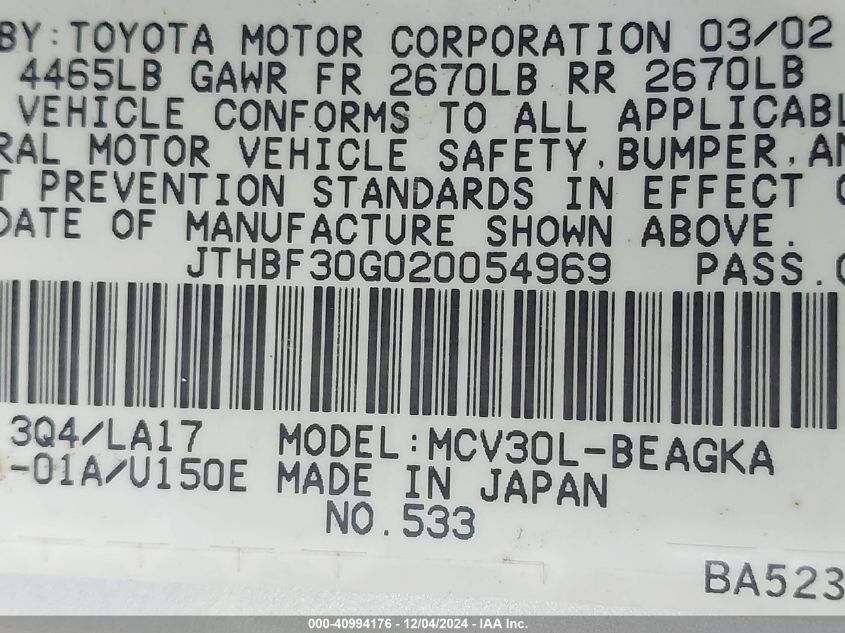 BY:TOYOTA MOTOR CORPORATION 03/02
4465LB GAWR FR 2670LB RR 2670LB
VEHICLE CONFORMS TO ALL APPLICABL
RAL MOTOR VEHICLE SAFETY, BUMPER, AN
T PREVENTION STANDARDS IN EFFECT O
DATE OF MANUFACTURE SHOWN ABOVE.
JTHBF30G020054969 PASS.C
3Q4/LA17 MODEL:MCV30L-BEAGKA
-01A/U150E MADE IN JAPAN
NO.533
BA523
000-40994176 - 12/04/2024 - IAA Inc.